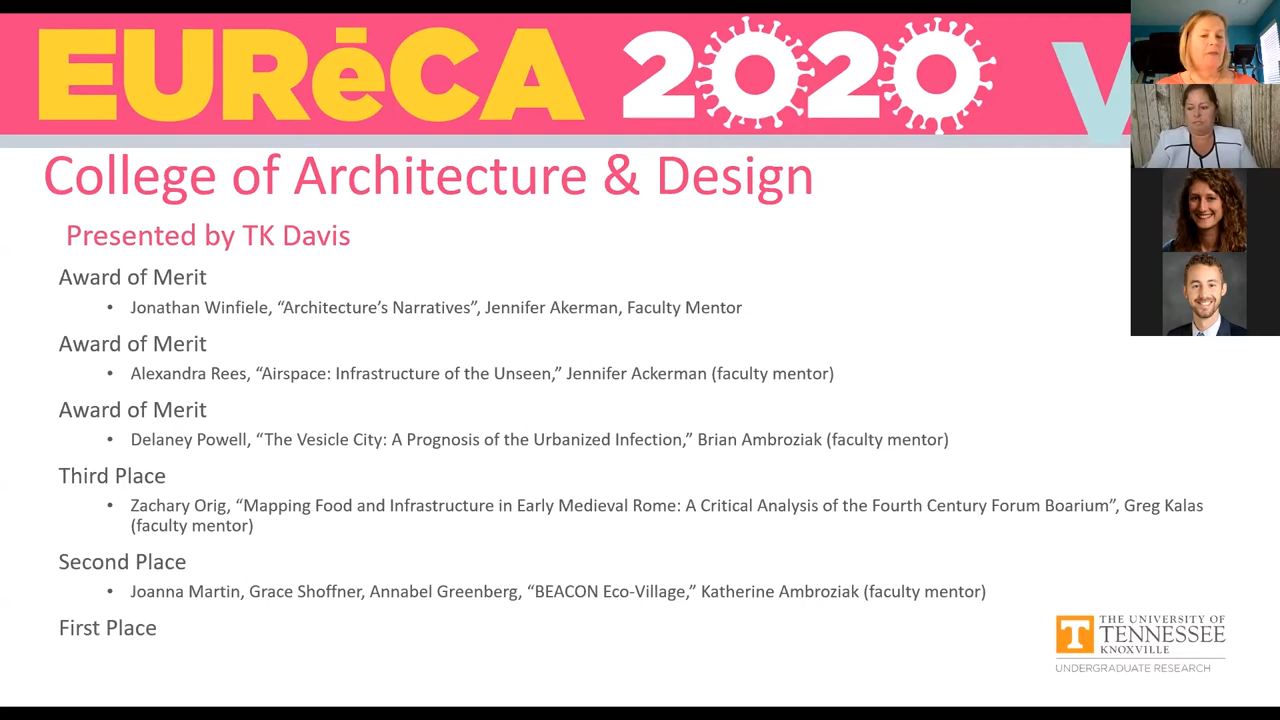 EURēCA 2020 V
College of Architecture & Design
Presented by TK Davis
Award of Merit
• Jonathan Winfiele, “Architecture’s Narratives”, Jennifer Akerman, Faculty Mentor
Award of Merit
• Alexandra Rees, “Airspace: Infrastructure of the Unseen,” Jennifer Ackerman (faculty mentor)
Award of Merit
• Delaney Powell, “The Vesicle City: A Prognosis of the Urbanized Infection,” Brian Ambroziak (faculty mentor)
Third Place
• Zachary Orig, “Mapping Food and Infrastructure in Early Medieval Rome: A Critical Analysis of the Fourth Century Forum Boarium”, Greg Kalas
(faculty mentor)
Second Place
• Joanna Martin, Grace Shoffner, Annabel Greenberg, “BEACON Eco-Village,” Katherine Ambroziak (faculty mentor)
First Place
T
THE UNIVERSITY OF
TENNESSEE
KNOXVILLE
UNDERGRADUATE RESEARCH